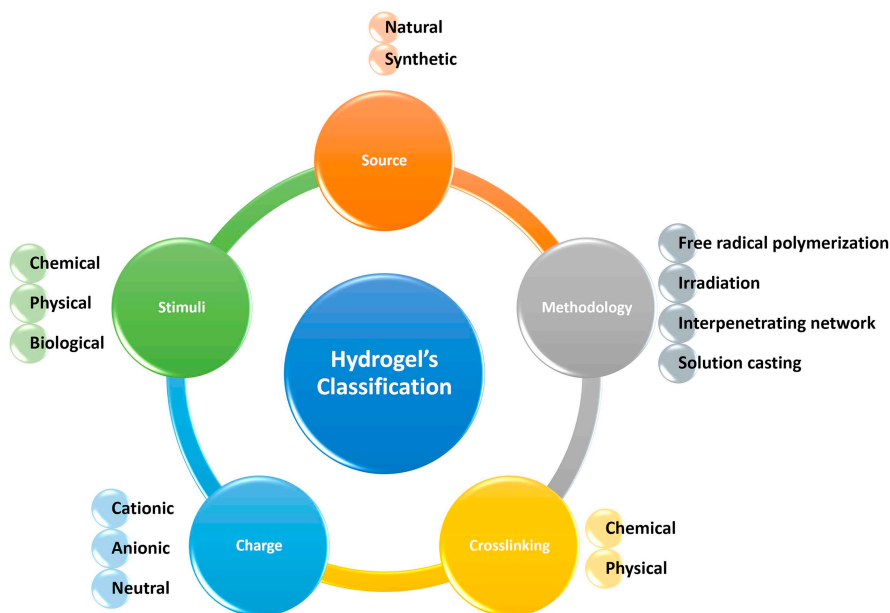 Natural
Synthetic
Source
Free radical polymerization
Irradiation
Interpenetrating network
Solution casting
Methodology
Chemical
Physical
Biological
Stimuli
Hydrogel's
Classification
Cationic
Anionic
Neutral
Charge
Crosslinking
Chemical
Physical